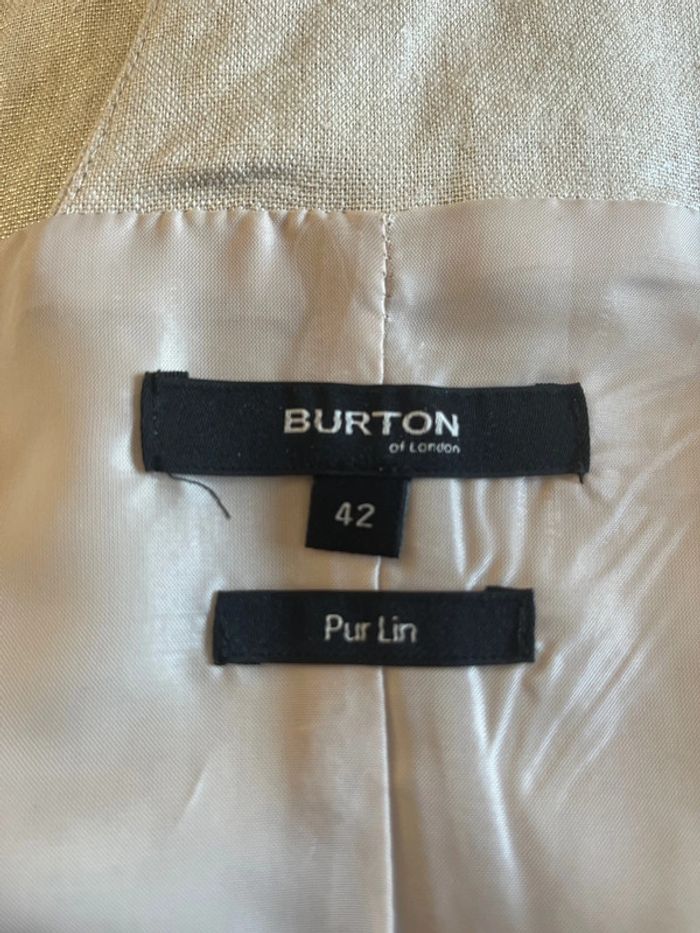 BURTON
of London
42
Pur Lin